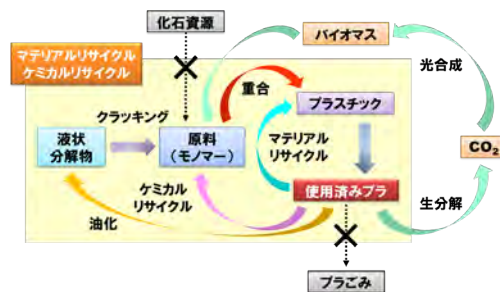 化石資源
バイオマス
マテリアルリサイクル
ケミカルリサイクル
光合成
重合
プラスチック
クラッキング
液状
分解物
原料
（モノマー）
マテリアル
リサイクル
CO₂
ケミカル
リサイクル
使用済みプラ
油化
生分解
プラごみ